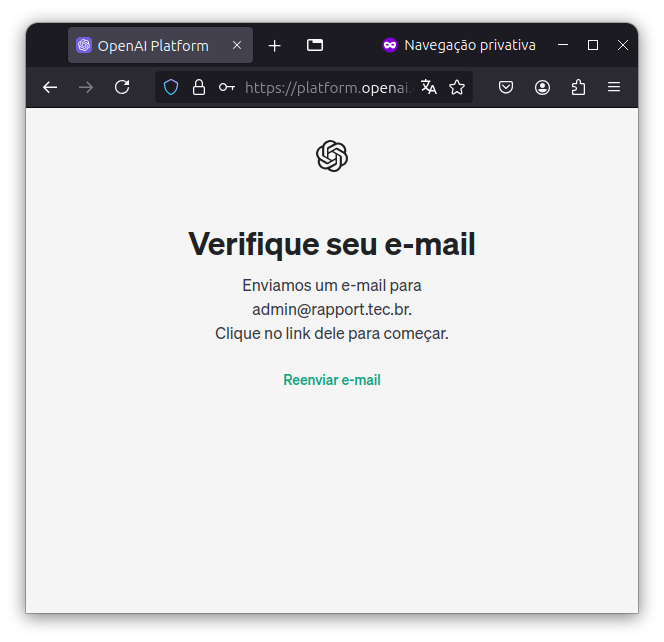 OpenAI Platform
Navegação privativa
https://platform.openai.
Verifique seu e-mail
Enviamos um e-mail para
admin@rapport.tec.br.
Clique no link dele para começar.
Reenviar e-mail